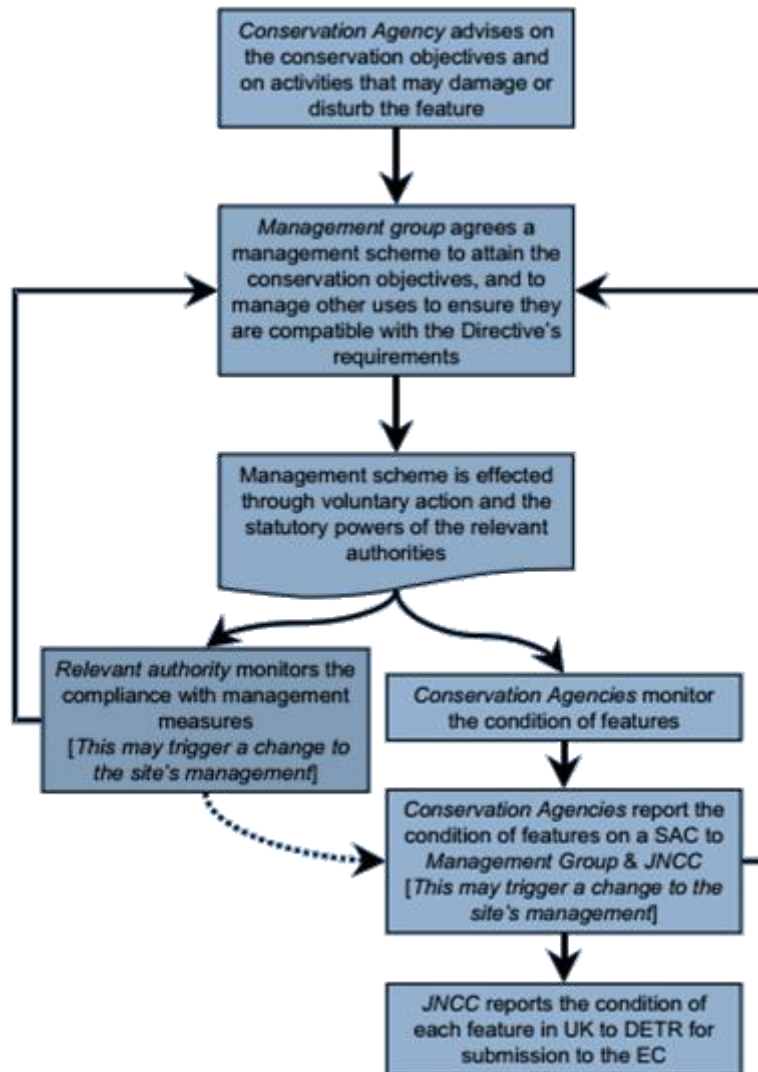 Conservation Agency advises on
the conservation objectives and
on activities that may damage or
disturb the feature
Management group agrees a
management scheme to attain the
conservation objectives, and to
manage other uses to ensure they
are compatible with the Directive's
requirements
Management scheme is effected
through voluntary action and the
statutory powers of the relevant
authorities
Relevant authority monitors the
compliance with management
measures
[This may trigger a change to
the site's management]
Conservation Agencies monitor
the condition of features
Conservation Agencies report the
condition of features on a SAC to
Management Group & JNCC
[This may trigger a change to the
site's management]
JNCC reports the condition of
each feature in UK to DETR for
submission to the EC